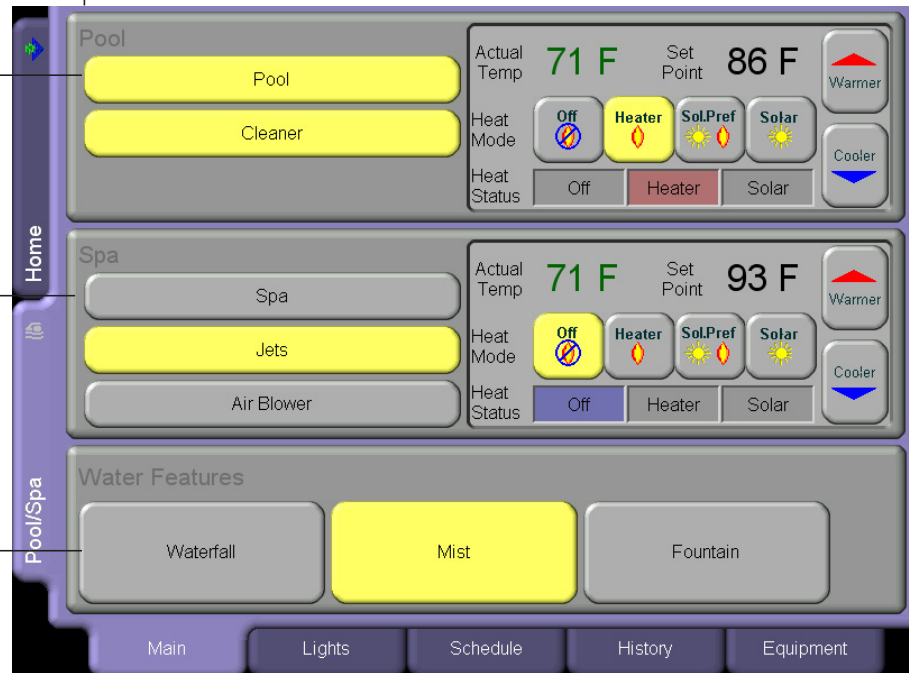 Pool
Pool
Cleaner
Actual Temp 71 F Set Point 86 F
Warmer
Heat Mode Off Heater Sol.Pref Solar
Cooler
Heat Status Off Heater Solar
Home
Spa
Spa
Jets
Air Blower
Actual Temp 71 F Set Point 93 F
Warmer
Heat Mode Off Heater Sol.Pref Solar
Cooler
Heat Status Off Heater Solar
Pool/Spa
Water Features
Waterfall Mist Fountain
Main Lights Schedule History Equipment